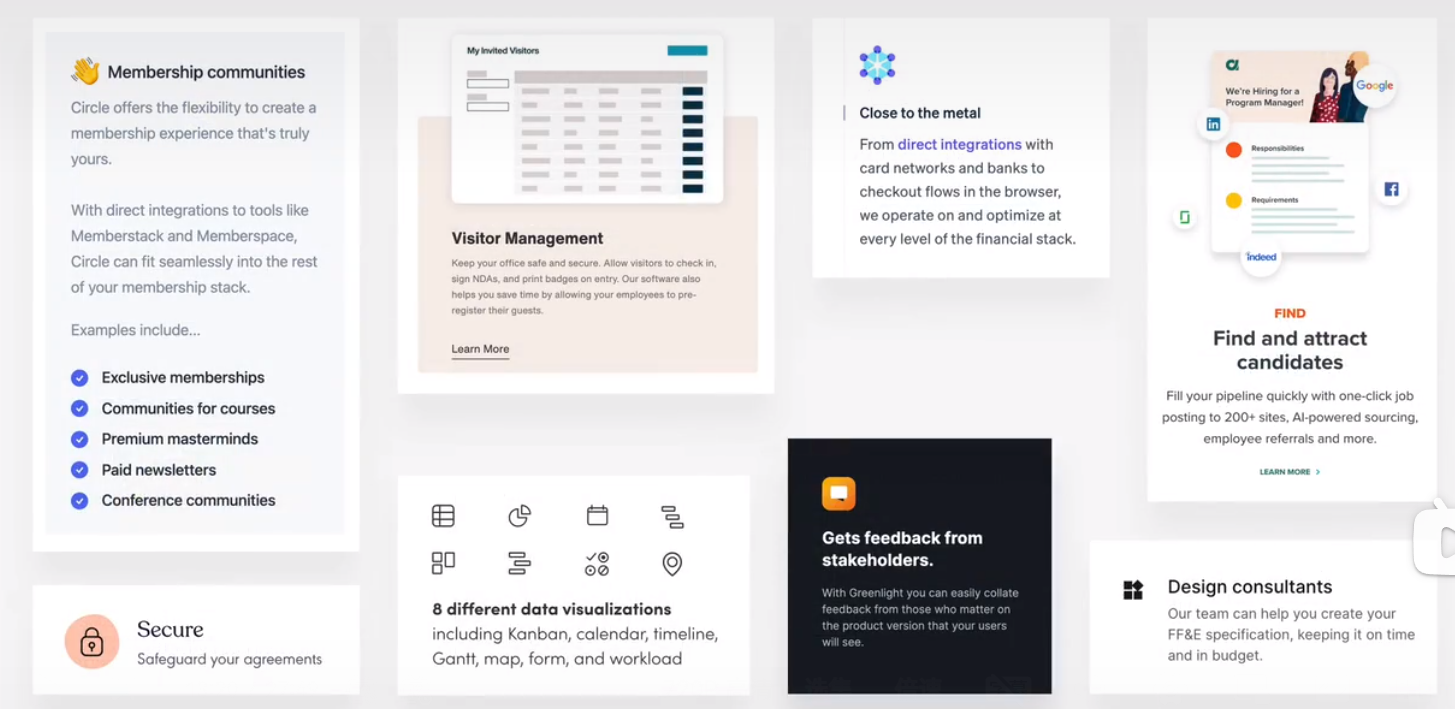 Membership communities
Circle offers the flexibility to create a
membership experience that's truly
yours.
With direct integrations to tools like
Memberstack and Memberspace,
Circle can fit seamlessly into the rest
of your membership stack.
Examples include...
Exclusive memberships
Communities for courses
Premium masterminds
Paid newsletters
Conference communities
Secure
Safeguard your agreements
My Invited Visitors
Visitor Management
Keep your office safe and secure. Allow visitors to check in,
sign NDAs, and print badges on entry. Our software also
helps you save time by allowing your employees to pre-
register their guests.
Learn More
8 different data visualizations
including Kanban, calendar, timeline,
Gantt, map, form, and workload
Close to the metal
From direct integrations with
card networks and banks to
checkout flows in the browser,
we operate on and optimize at
every level of the financial stack.
Gets feedback from
stakeholders.
With Greenlight you can easily collate
feedback from those who matter on
the product version that your users
will see.
We're Hiring for a
Program Manager!
Google
in
Responsibilities
Requirements
indeed
FIND
Find and attract
candidates
Fill your pipeline quickly with one-click job
posting to 200+ sites, AI-powered sourcing,
employee referrals and more.
LEARN MORE
Design consultants
Our team can help you create your
FF&E specification, keeping it on time
and in budget.